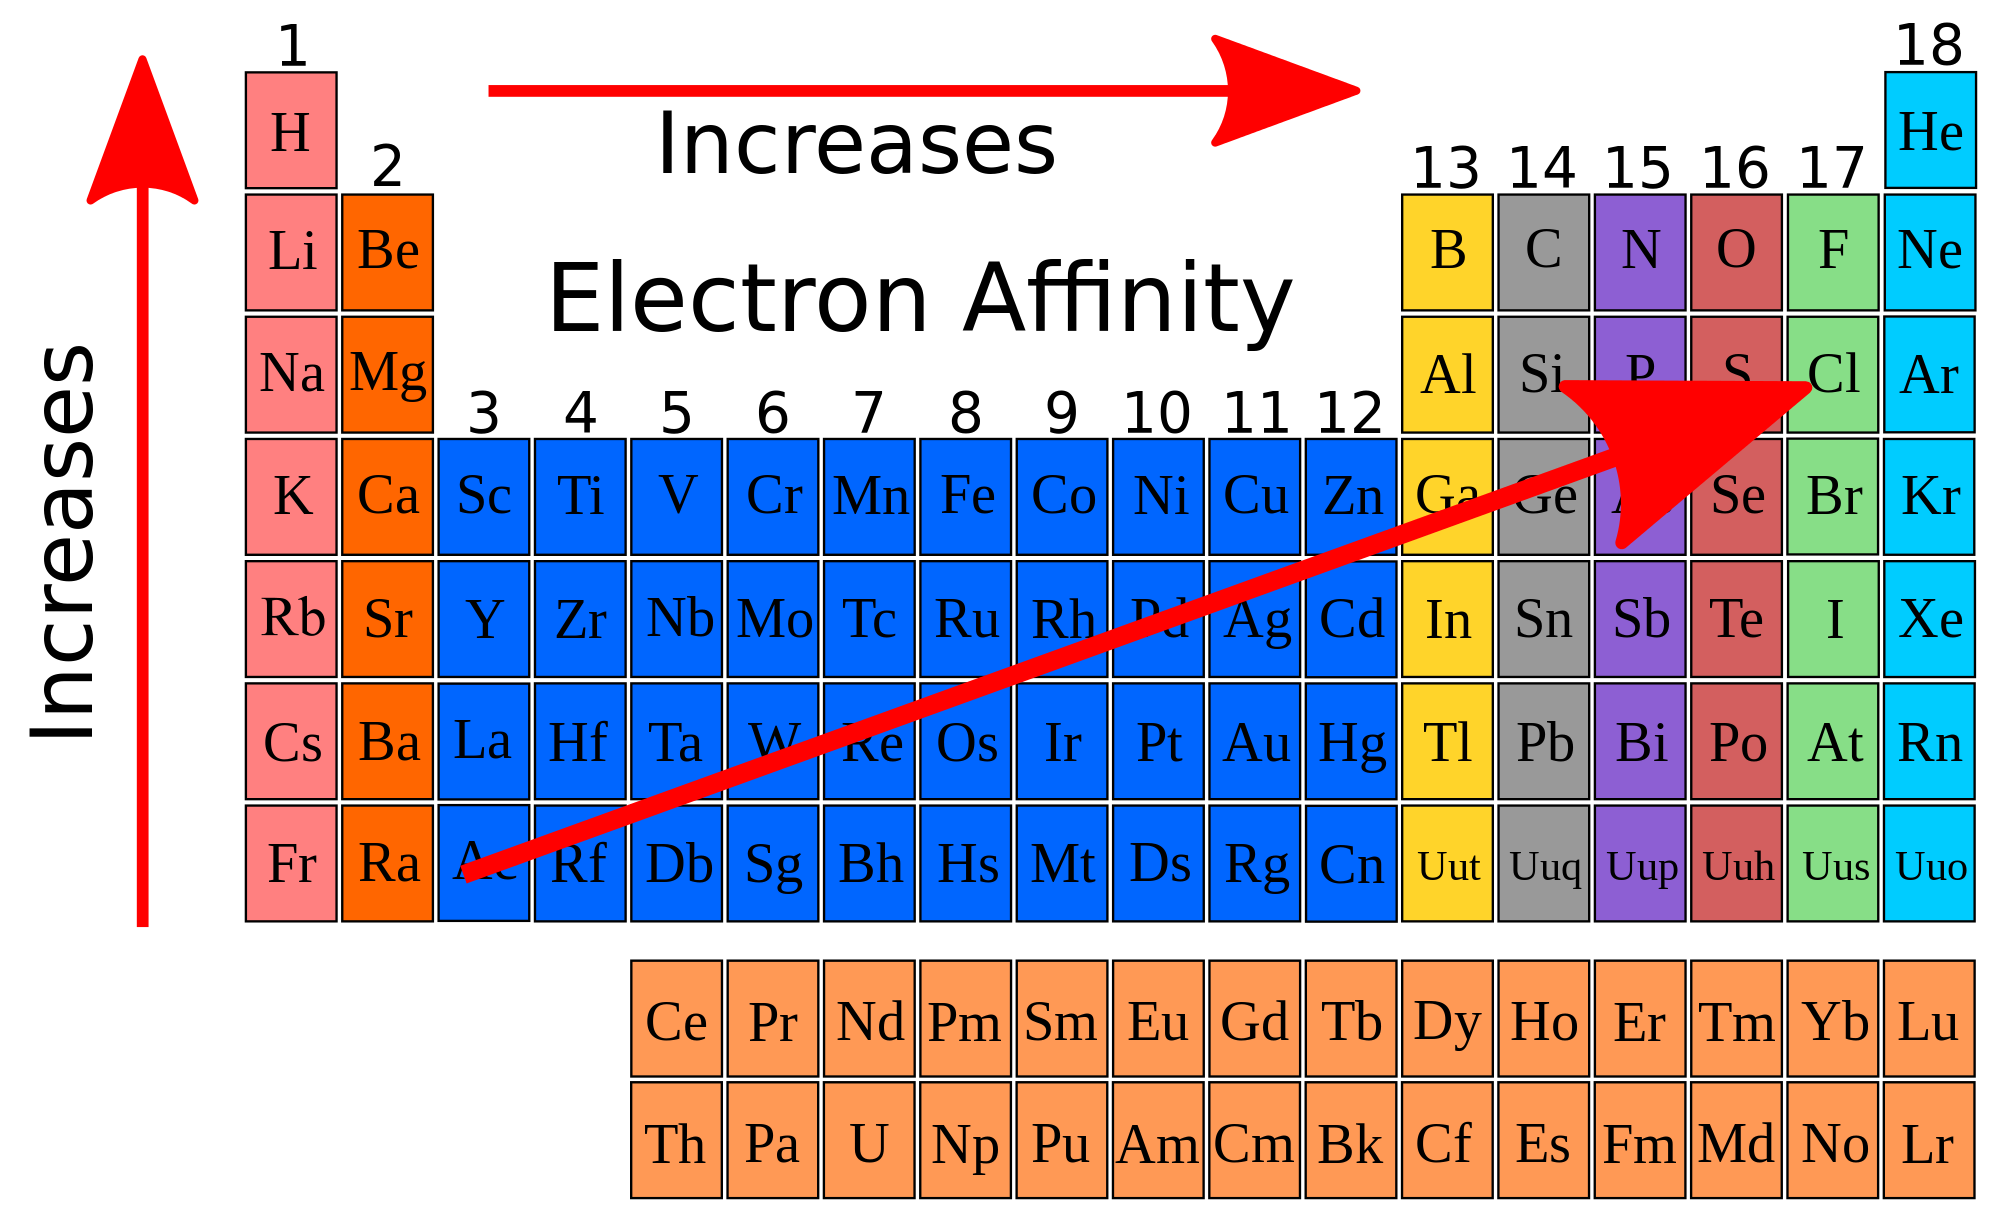 1 18
H He
Increases
2 13 14 15 16 17
Li Be B C N O F Ne
Electron Affinity
Na Mg Al Si P S Cl Ar
3 4 5 6 7 8 9 10 11 12
K Ca Sc Ti V Cr Mn Fe Co Ni Cu Zn Ga Ge Se Br Kr
Increases
Rb Sr Y Zr Nb Mo Tc Ru Rh Pd Ag Cd In Sn Sb Te I Xe
Cs Ba La Hf Ta W Re Os Ir Pt Au Hg Tl Pb Bi Po At Rn
Fr Ra Ac Rf Db Sg Bh Hs Mt Ds Rg Cn Uut Uuq Uup Uuh Uus Uuo
Ce Pr Nd Pm Sm Eu Gd Tb Dy Ho Er Tm Yb Lu
Th Pa U Np Pu Am Cm Bk Cf Es Fm Md No Lr